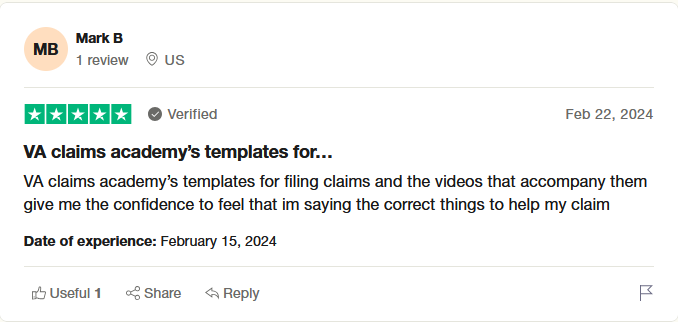 MB
Mark B
1 review US
Verified Feb 22, 2024
VA claims academy's templates for…
VA claims academy's templates for filing claims and the videos that accompany them
give me the confidence to feel that im saying the correct things to help my claim
Date of experience: February 15, 2024
Useful 1 Share Reply